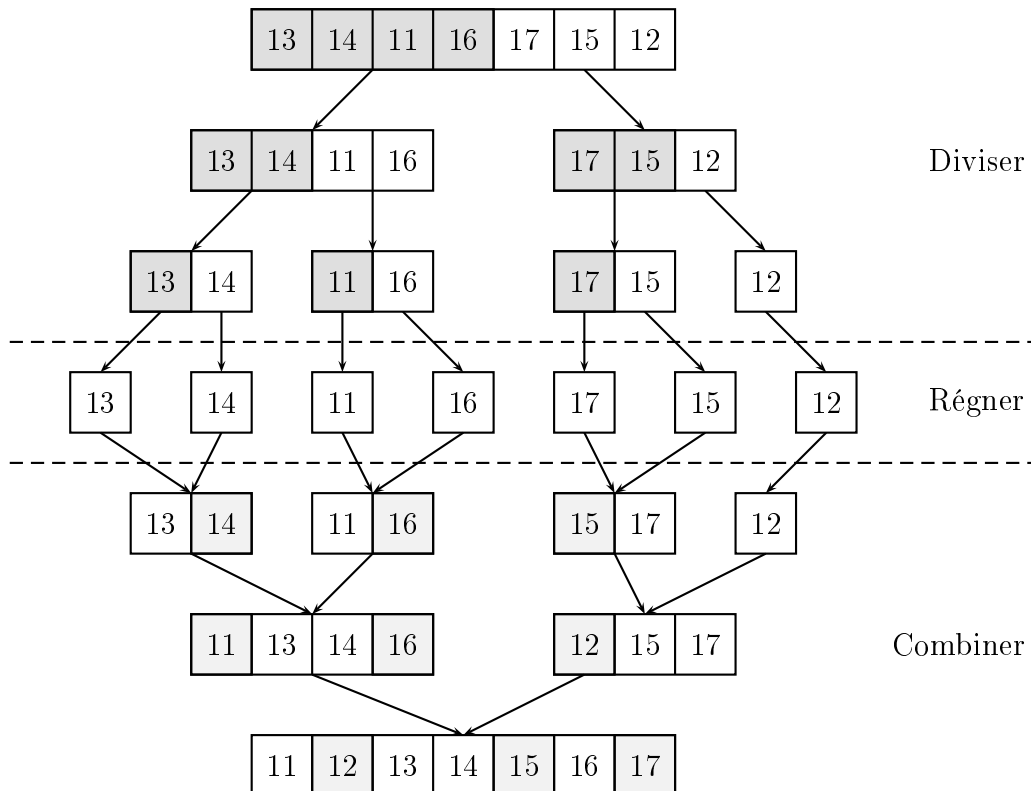 13 14 11 16 17 15 12
13 14 11 16 17 15 12 Diviser
13 14 11 16 17 15 12
13 14 11 16 17 15 12 Régner
13 14 11 16 15 17 12
11 13 14 16 12 15 17 Combiner
11 12 13 14 15 16 17